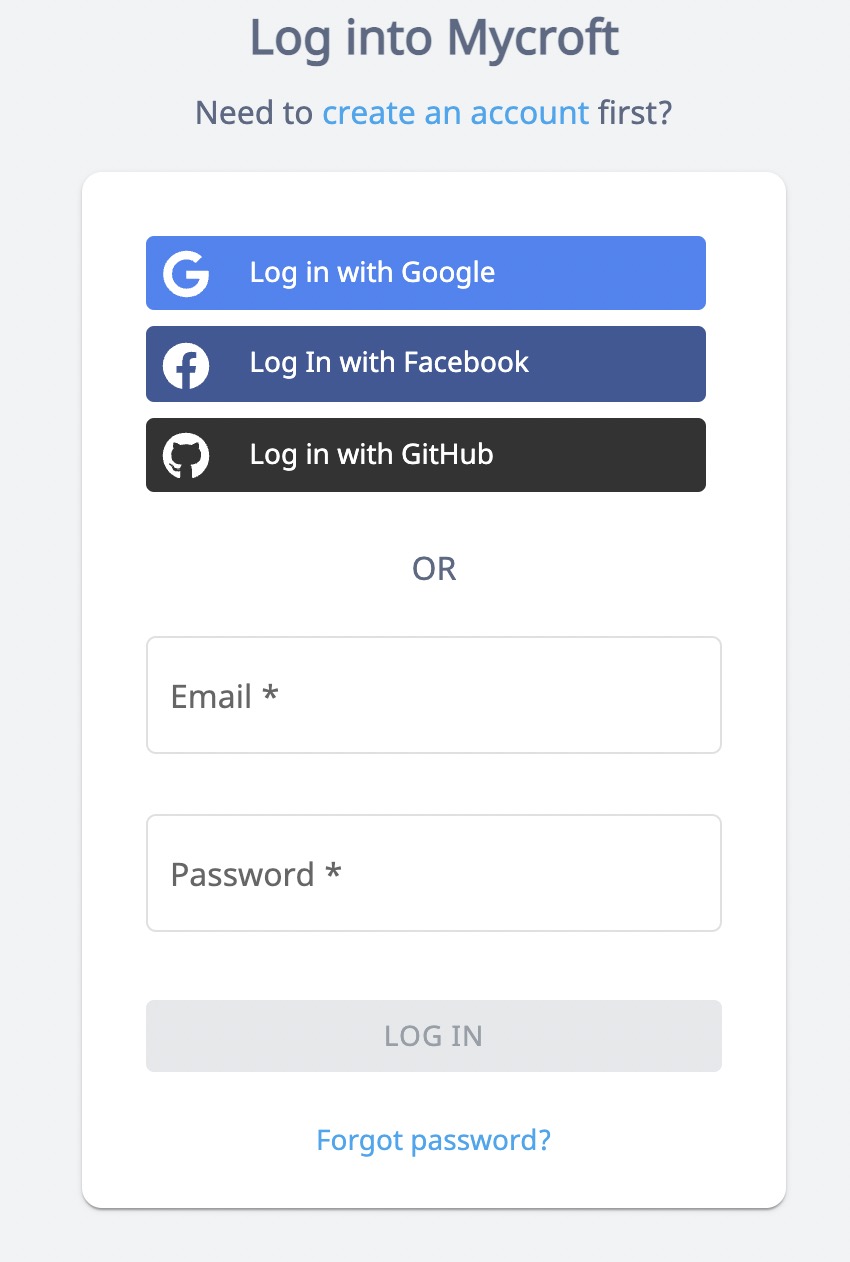 Log into Mycroft
Need to create an account first?
Log in with Google
Log In with Facebook
Log in with GitHub
OR
Email *
Password *
LOG IN
Forgot password?